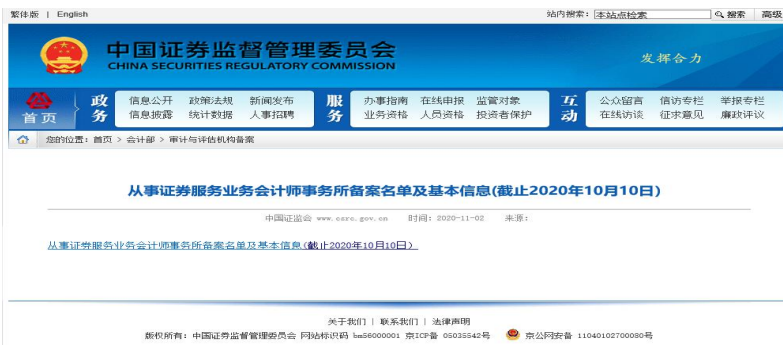 繁体版 | English 站内搜索: 本站点检索 搜索 高级
中国证券监督管理委员会
CHINA SECURITIES REGULATORY COMMISSION
发挥合力
首页
政务
信息公开 政策法规 新闻发布
信息披露 统计数据 人事招聘
服务
办事指南 在线申报 监管对象
业务资格 人员资格 投资者保护
互动
公众留言 信访专栏 举报专栏
在线访谈 征求意见 廉政评议
您的位置: 首页 > 会计部 > 审计与评估机构备案
从事证券服务业务会计师事务所备案名单及基本信息(截止2020年10月10日)
中国证监会 www.csrc.gov.cn 时间: 2020-11-02 来源:
从事证券服务业务会计师事务所备案名单及基本信息(截止2020年10月10日)
关于我们 | 联系我们 | 法律声明
版权所有: 中国证券监督管理委员会 网站标识码 bm56000001 京ICP备 05035542号 京公网安备 11040102700080号